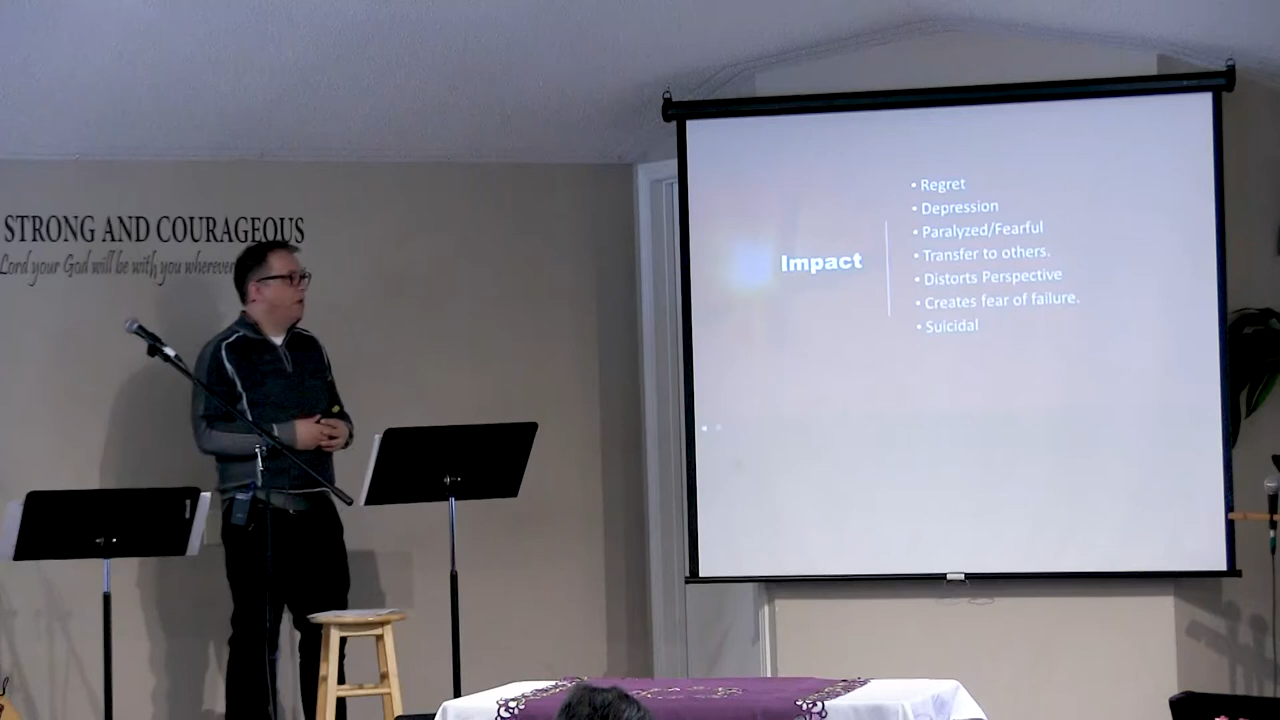 STRONG AND COURAGEOUS
Lord your God will be with you wherever
Impact
• Regret
• Depression
• Paralyzed/Fearful
• Transfer to others.
• Distorts Perspective
• Creates fear of failure.
• Suicidal